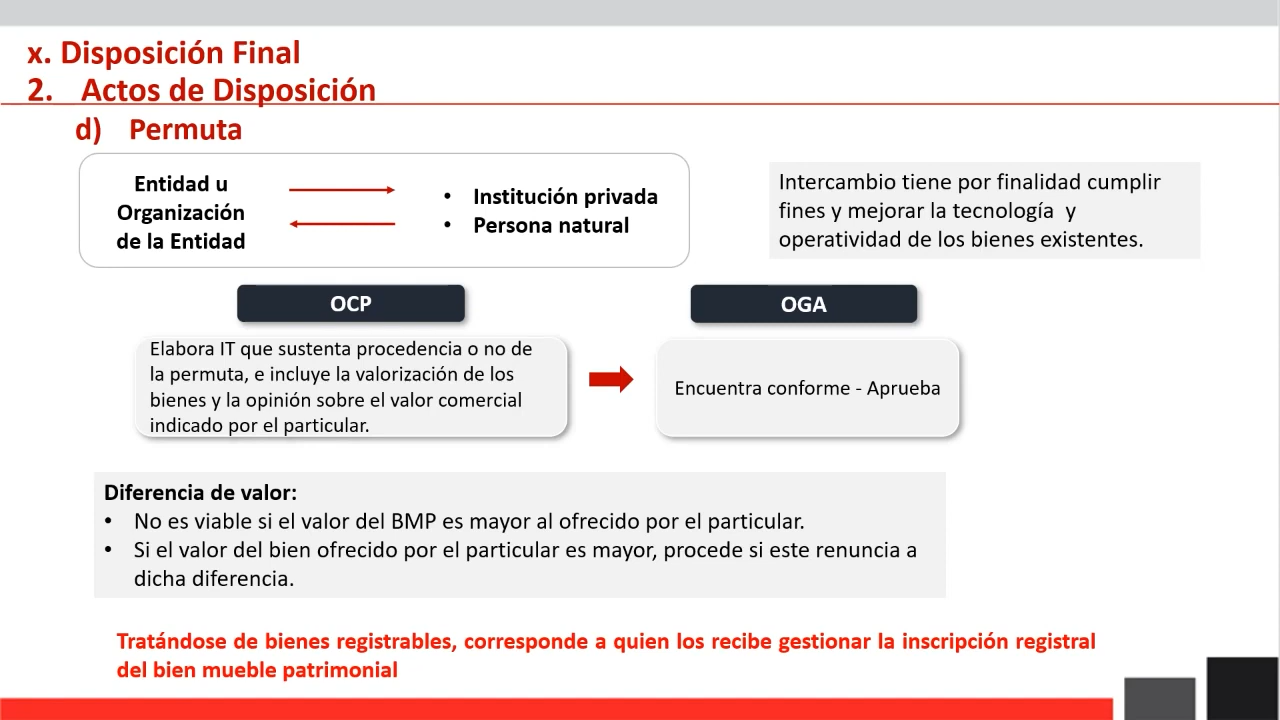 x. Disposición Final
2. Actos de Disposición
d) Permuta
Entidad u
Organización
de la Entidad
• Institución privada
• Persona natural
Intercambio tiene por finalidad cumplir
fines y mejorar la tecnología y
operatividad de los bienes existentes.
OCP
OGA
Elabora IT que sustenta procedencia o no de
la permuta, e incluye la valorización de los
bienes y la opinión sobre el valor comercial
indicado por el particular.
Encuentra conforme - Aprueba
Diferencia de valor:
• No es viable si el valor del BMP es mayor al ofrecido por el particular.
• Si el valor del bien ofrecido por el particular es mayor, procede si este renuncia a
dicha diferencia.
Tratándose de bienes registrables, corresponde a quien los recibe gestionar la inscripción registral
del bien mueble patrimonial